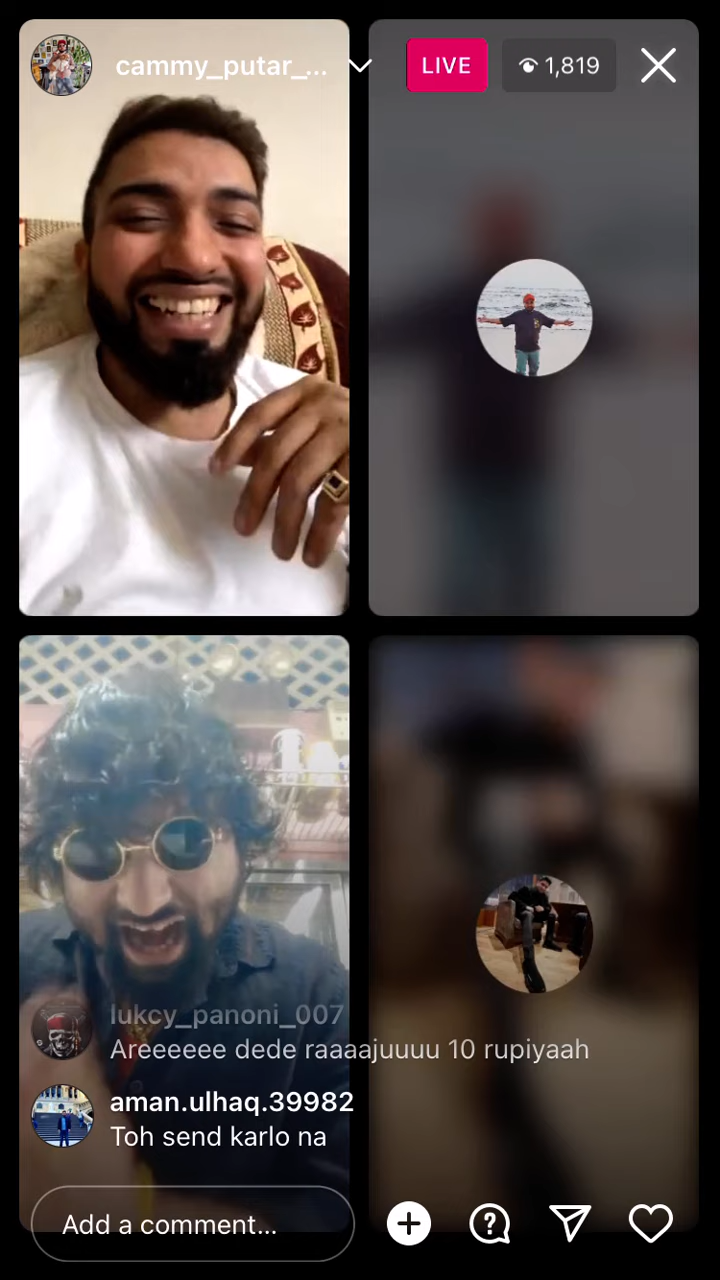 cammy_putar_...
LIVE
1,819
lukcy_panoni_007
Areeeeee dede raaaajuuuu 10 rupiyaah
aman.ulhaq.39982
Toh send karlo na
Add a comment...